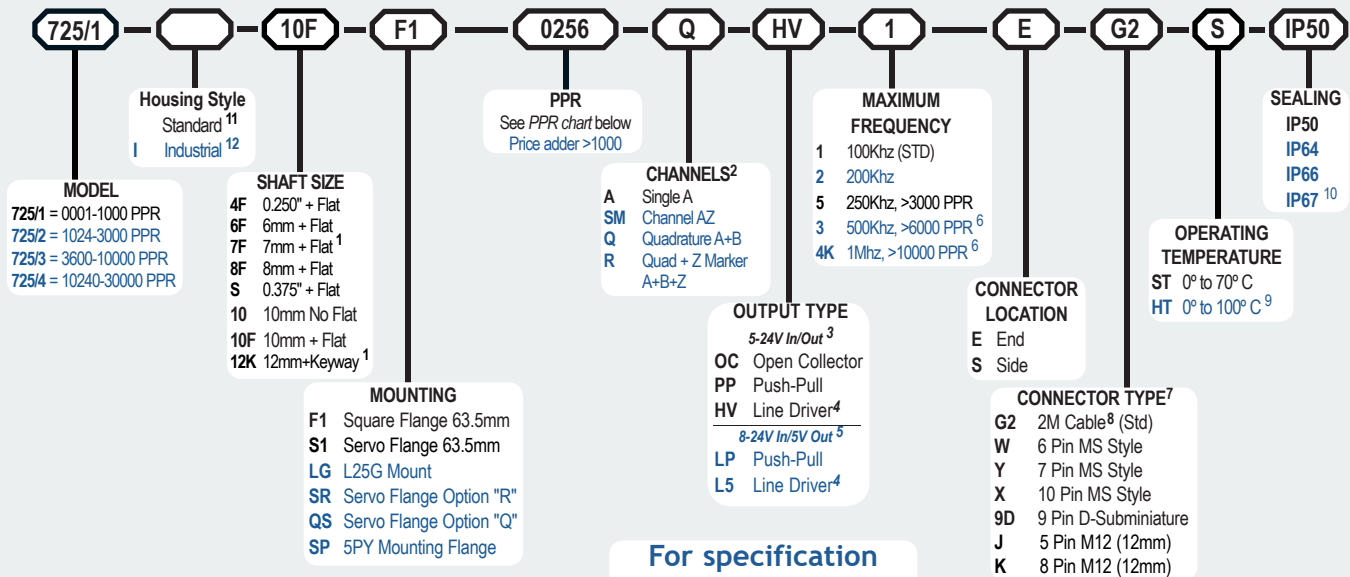 725/1 10F F1 0256 Q HV 1 E G2 S IP50
Housing Style
Standard 11
I Industrial 12
MODEL
725/1 = 0001-1000 PPR
725/2 = 1024-3000 PPR
725/3 = 3600-10000 PPR
725/4 = 10240-30000 PPR
SHAFT SIZE
4F 0.250" + Flat
6F 6mm + Flat
7F 7mm + Flat 1
8F 8mm + Flat
S 0.375" + Flat
10 10mm No Flat
10F 10mm + Flat
12K 12mm+Keyway 1
MOUNTING
F1 Square Flange 63.5mm
S1 Servo Flange 63.5mm
LG L25G Mount
SR Servo Flange Option "R"
QS Servo Flange Option "Q"
SP 5PY Mounting Flange
PPR
See PPR chart below
Price adder >1000
CHANNELS2
A Single A
SM Channel AZ
Q Quadrature A+B
R Quad + Z Marker
A+B+Z
OUTPUT TYPE
5-24V In/Out 3
OC Open Collector
PP Push-Pull
HV Line Driver4
8-24V In/5V Out 5
LP Push-Pull
L5 Line Driver4
MAXIMUM
FREQUENCY
1 100Khz (STD)
2 200Khz
5 250Khz, >3000 PPR
3 500Khz, >6000 PPR 6
4K 1Mhz, >10000 PPR 6
CONNECTOR
LOCATION
E End
S Side
CONNECTOR TYPE7
G2 2M Cable8 (Std)
W 6 Pin MS Style
Y 7 Pin MS Style
X 10 Pin MS Style
9D 9 Pin D-Subminiature
J 5 Pin M12 (12mm)
K 8 Pin M12 (12mm)
OPERATING
TEMPERATURE
ST 0º to 70º C
HT 0º to 100º C 9
SEALING
IP50
IP64
IP66
IP67 10
For specification